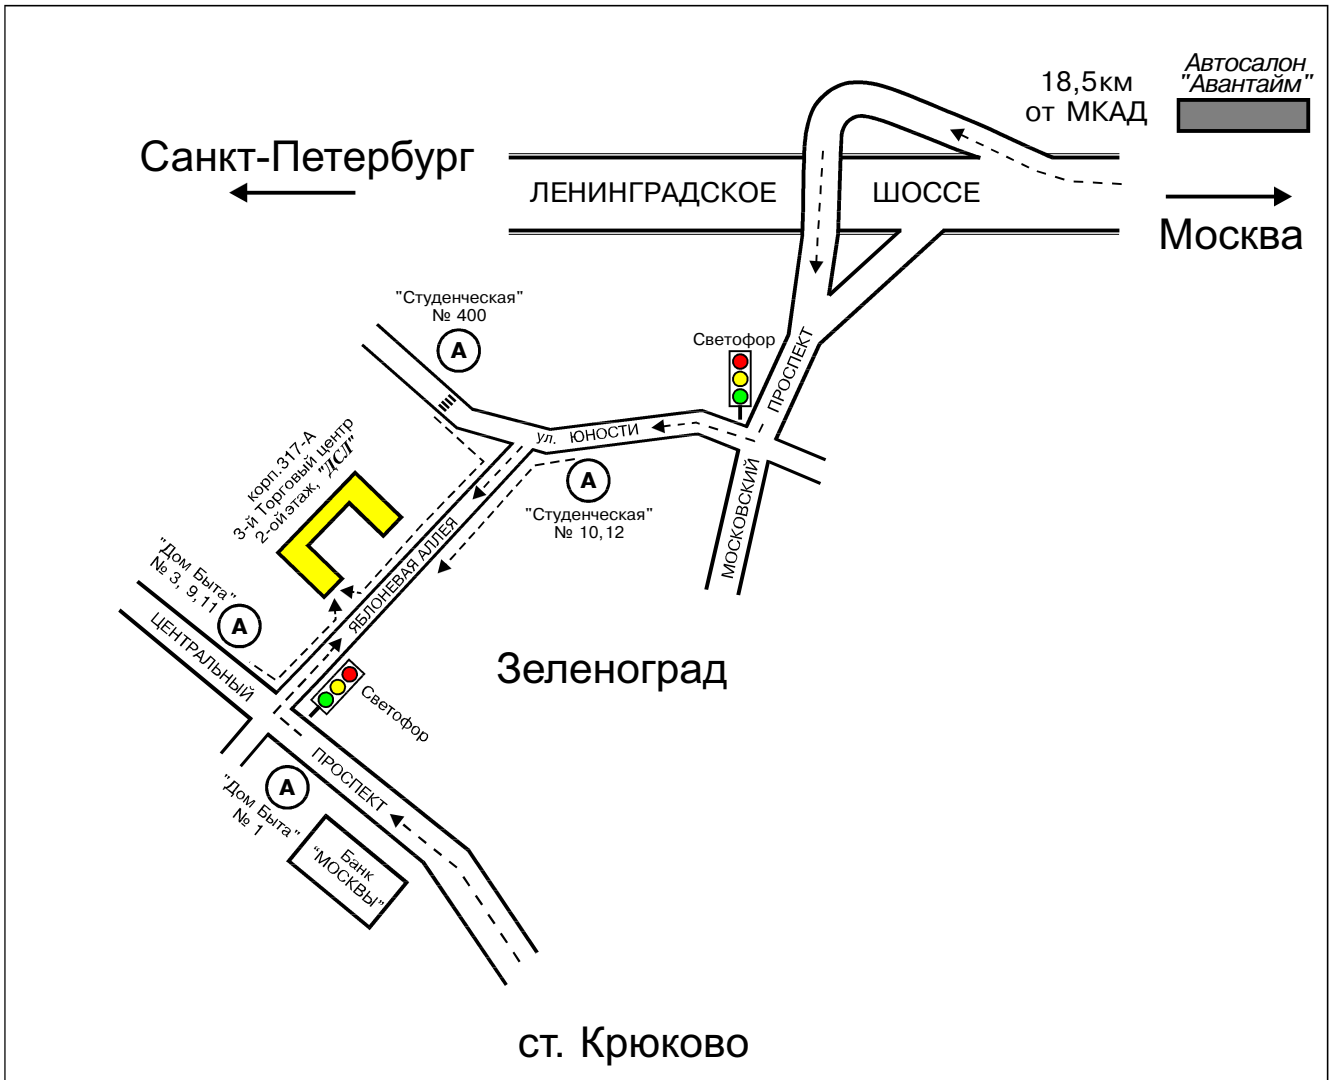 Автосалон
"Авантайм"
18,5км
от МКАД
Санкт-Петербург
ЛЕНИНГРАДСКОЕ ШОССЕ
Москва
"Студенческая"
№ 400
А
Светофор
ПРОСПЕКТ
МОСКОВСКИЙ
ул. ЮНОСТИ
А
"Студенческая"
№ 10,12
корп.317-А
3-й Торговый центр
2-ой этаж, "ДСЛ"
ЯБЛОНЕВАЯ АЛЛЕЯ
"Дом Быта"
№ 3, 9,11
А
ЦЕНТРАЛЬНЫЙ
Зеленоград
Светофор
ПРОСПЕКТ
А
"Дом Быта"
№ 1
Банк
“МОСКВЫ”
ст. Крюково